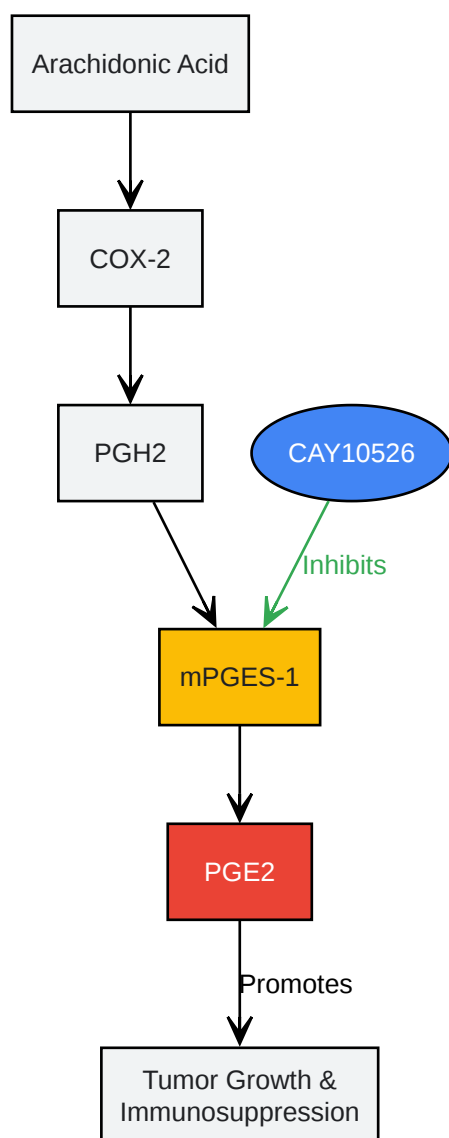 Arachidonic Acid
COX-2
PGH2
CAY10526
Inhibits
mPGES-1
PGE2
Promotes
Tumor Growth &
Immunosuppression